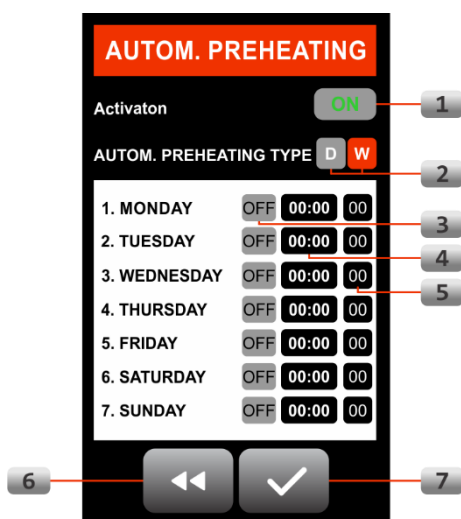 AUTOM. PREHEATING
Activaton ON 1
AUTOM. PREHEATING TYPE D W
2
1. MONDAY OFF 00:00 00
3
2. TUESDAY OFF 00:00 00
4
3. WEDNESDAY OFF 00:00 00
5
4. THURSDAY OFF 00:00 00
5. FRIDAY OFF 00:00 00
6. SATURDAY OFF 00:00 00
7. SUNDAY OFF 00:00 00
6 7